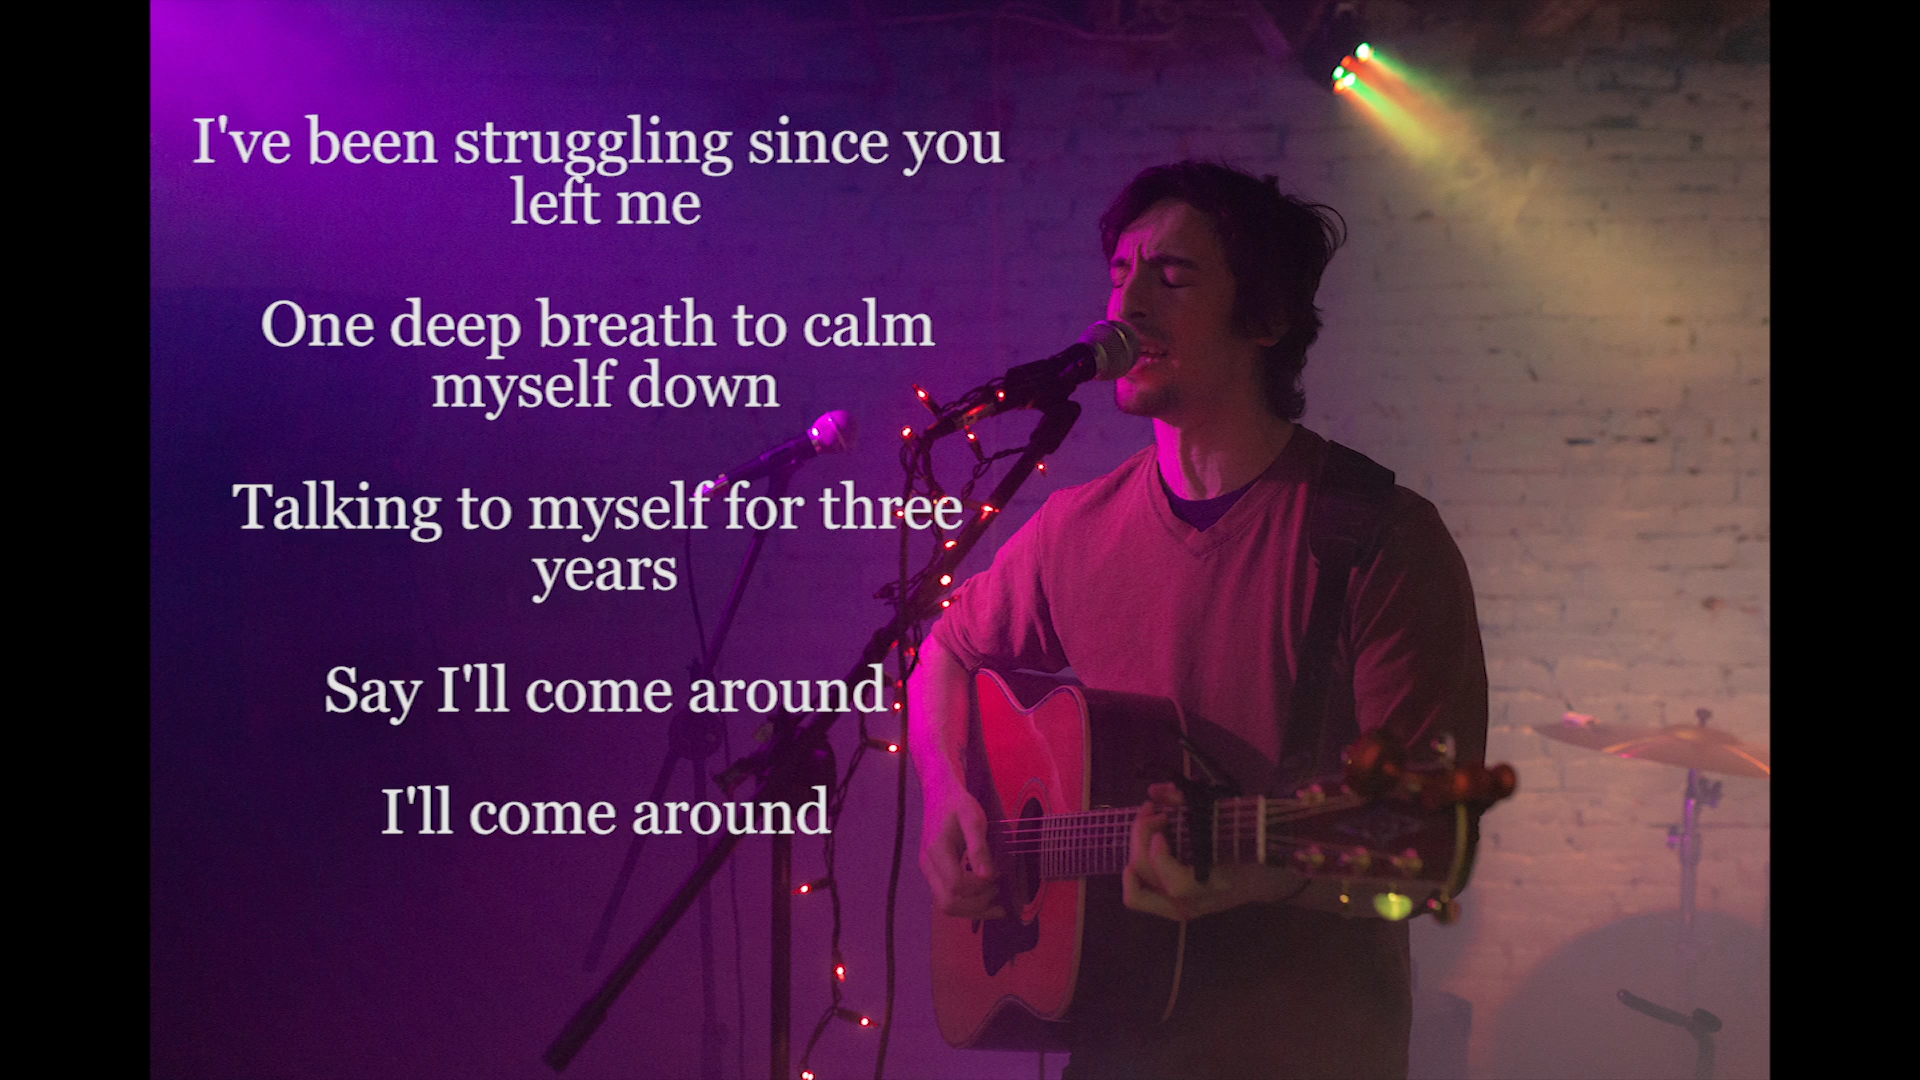 I've been struggling since you
left me
One deep breath to calm
myself down
Talking to myself for three
years
Say I'll come around
I'll come around